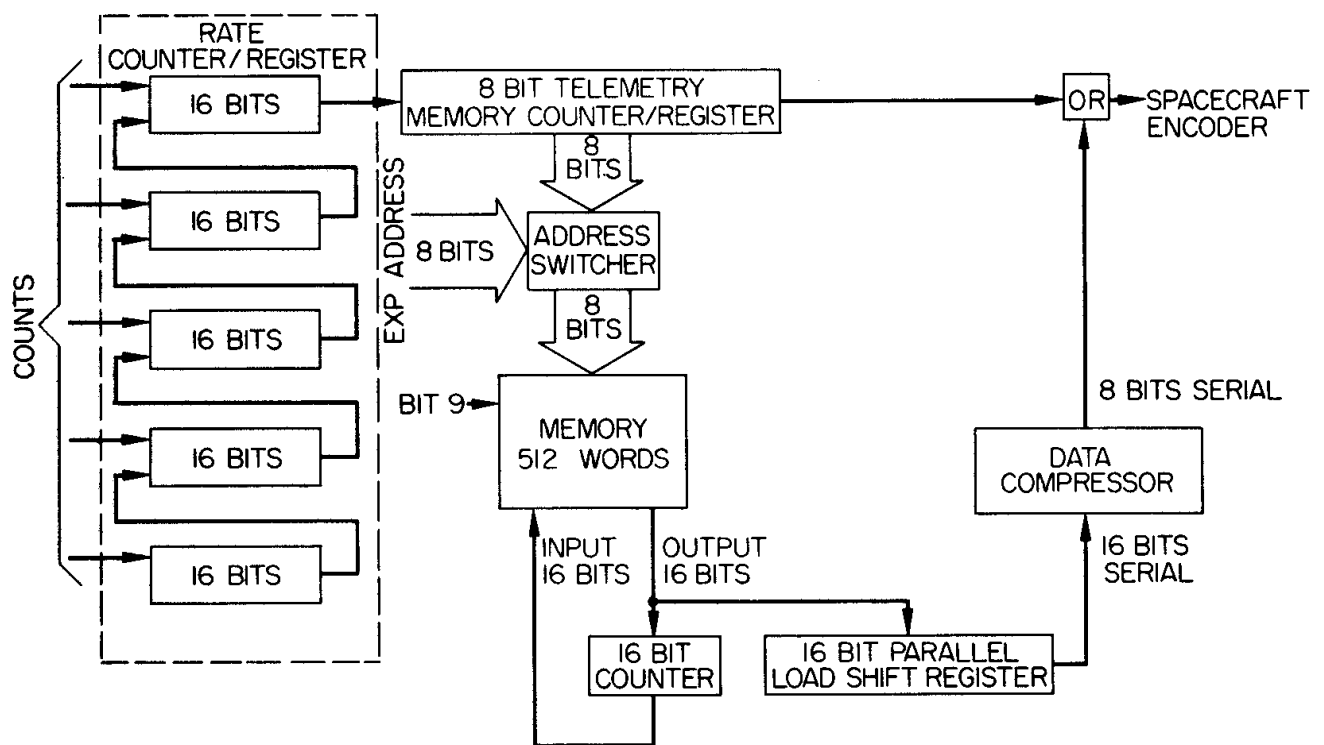 RATE
COUNTER/REGISTER
16 BITS
16 BITS
16 BITS
16 BITS
16 BITS
COUNTS
EXP ADDRESS
8 BIT TELEMETRY
MEMORY COUNTER/REGISTER
8
BITS
8 BITS
ADDRESS
SWITCHER
8
BITS
BIT 9
MEMORY
512 WORDS
INPUT
16 BITS
OUTPUT
16 BITS
16 BIT
COUNTER
16 BIT PARALLEL
LOAD SHIFT REGISTER
16 BITS
SERIAL
DATA
COMPRESSOR
8 BITS SERIAL
OR
SPACECRAFT
ENCODER